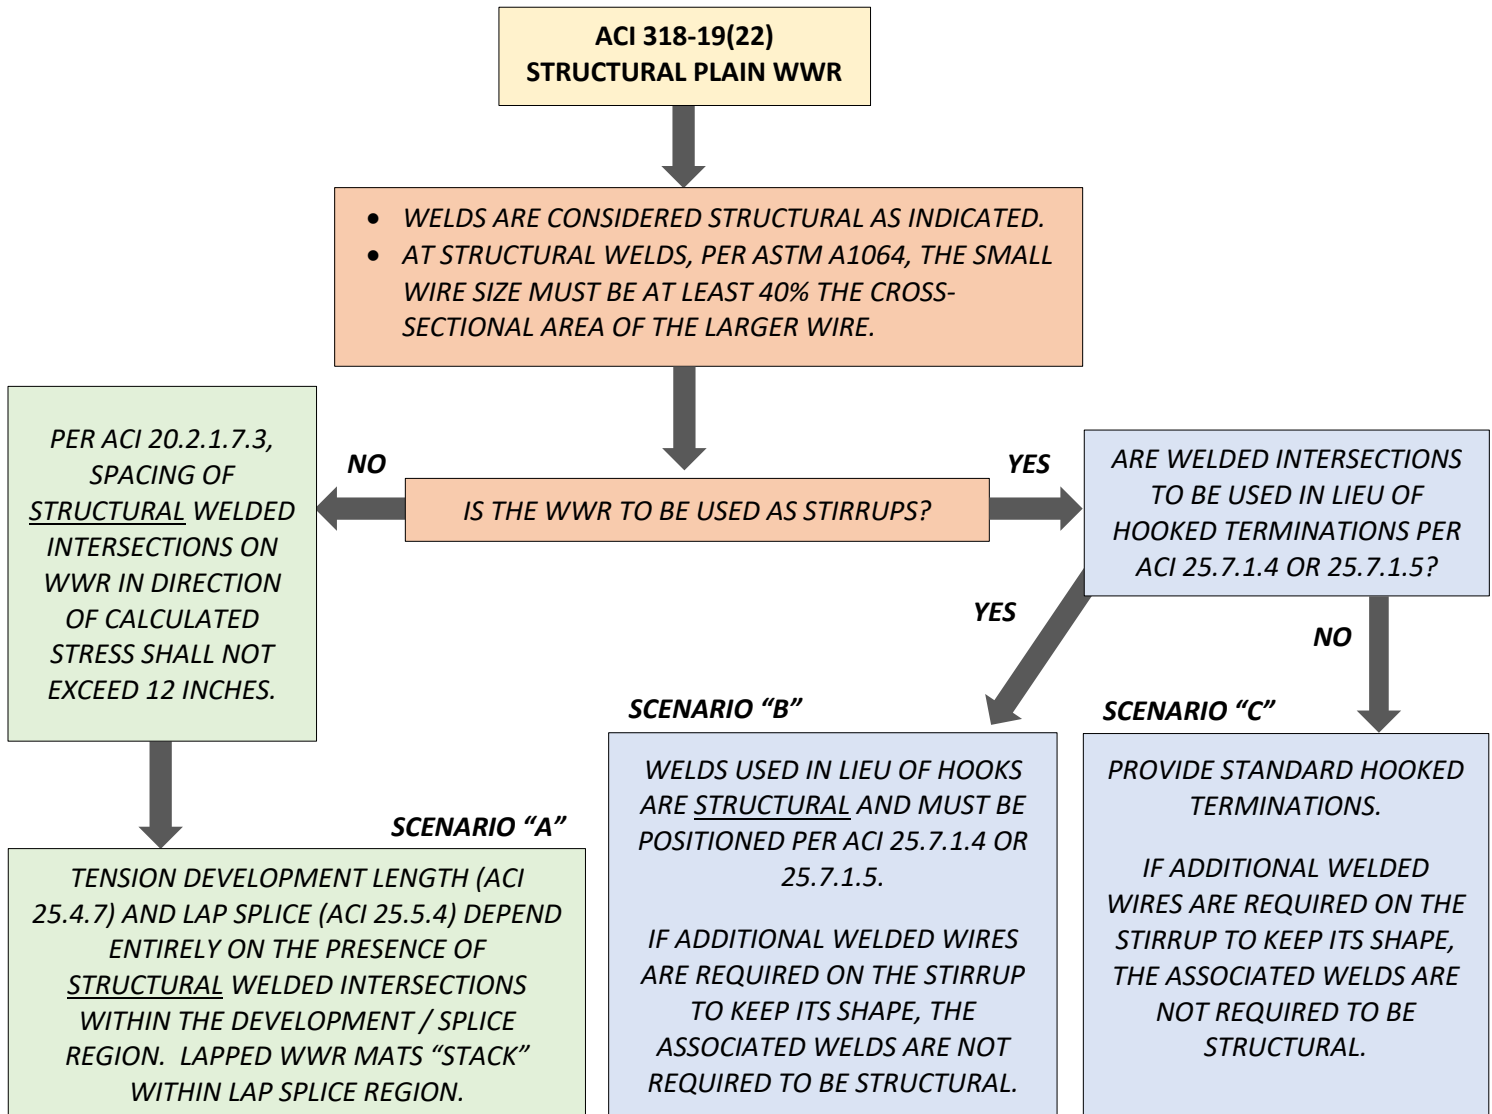 ACI 318-19(22)
STRUCTURAL PLAIN WWR
• WELDS ARE CONSIDERED STRUCTURAL AS INDICATED.
• AT STRUCTURAL WELDS, PER ASTM A1064, THE SMALL
WIRE SIZE MUST BE AT LEAST 40% THE CROSS-
SECTIONAL AREA OF THE LARGER WIRE.
IS THE WWR TO BE USED AS STIRRUPS?
NO
PER ACI 20.2.1.7.3,
SPACING OF
STRUCTURAL WELDED
INTERSECTIONS ON
WWR IN DIRECTION
OF CALCULATED
STRESS SHALL NOT
EXCEED 12 INCHES.
SCENARIO “A”
TENSION DEVELOPMENT LENGTH (ACI
25.4.7) AND LAP SPLICE (ACI 25.5.4) DEPEND
ENTIRELY ON THE PRESENCE OF
STRUCTURAL WELDED INTERSECTIONS
WITHIN THE DEVELOPMENT / SPLICE
REGION. LAPPED WWR MATS “STACK”
WITHIN LAP SPLICE REGION.
YES
ARE WELDED INTERSECTIONS
TO BE USED IN LIEU OF
HOOKED TERMINATIONS PER
ACI 25.7.1.4 OR 25.7.1.5?
YES
SCENARIO “B”
WELDS USED IN LIEU OF HOOKS
ARE STRUCTURAL AND MUST BE
POSITIONED PER ACI 25.7.1.4 OR
25.7.1.5.
IF ADDITIONAL WELDED WIRES
ARE REQUIRED ON THE STIRRUP
TO KEEP ITS SHAPE, THE
ASSOCIATED WELDS ARE NOT
REQUIRED TO BE STRUCTURAL.
NO
SCENARIO “C”
PROVIDE STANDARD HOOKED
TERMINATIONS.
IF ADDITIONAL WELDED
WIRES ARE REQUIRED ON THE
STIRRUP TO KEEP ITS SHAPE,
THE ASSOCIATED WELDS ARE
NOT REQUIRED TO BE
STRUCTURAL.